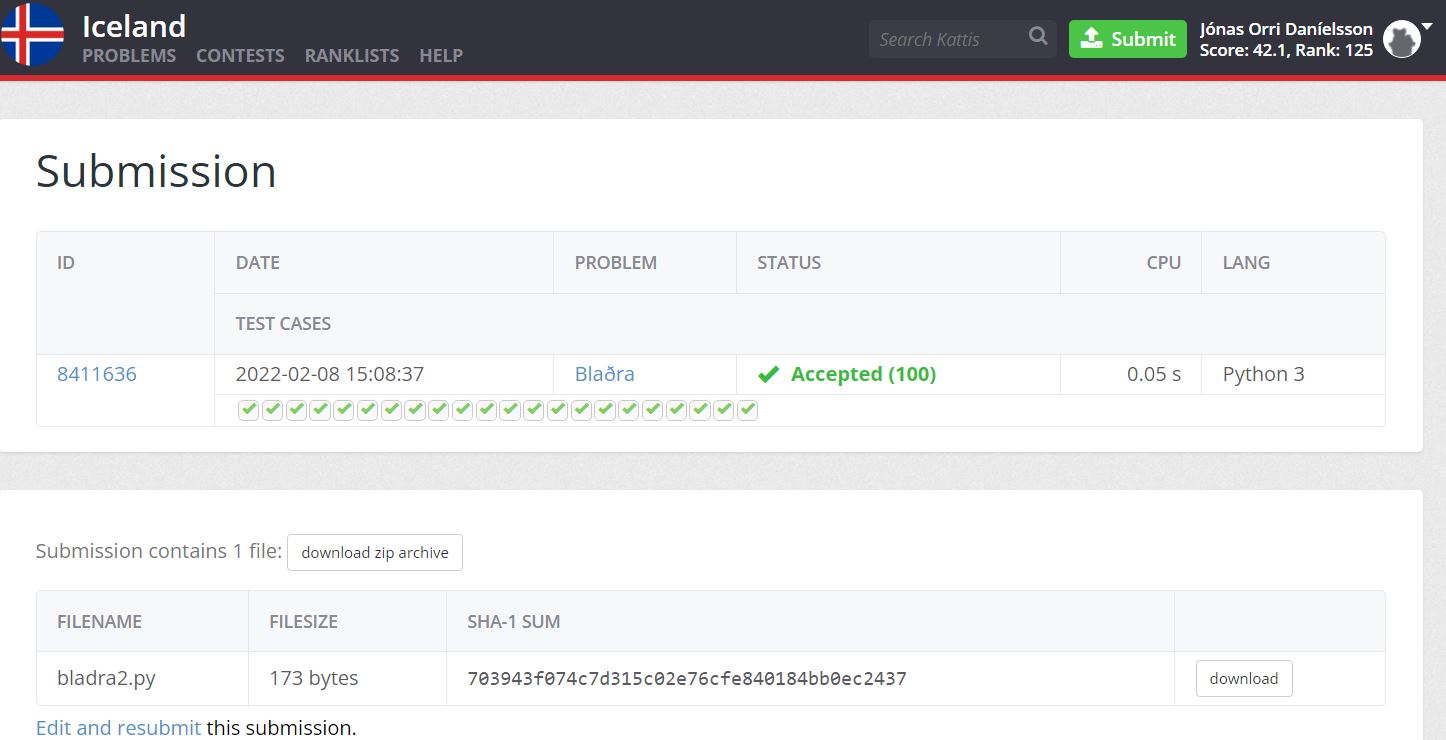 Iceland
PROBLEMS CONTESTS RANKLISTS HELP
Search Kattis
Submit
Jónas Orri Daníelsson
Score: 42.1, Rank: 125
Submission
ID DATE PROBLEM STATUS CPU LANG
TEST CASES
8411636 2022-02-08 15:08:37 Blaðra Accepted (100) 0.05 s Python 3
Submission contains 1 file: download zip archive
FILENAME FILESIZE SHA-1 SUM
bladra2.py 173 bytes 703943f074c7d315c02e76cfe840184bb0ec2437 download
Edit and resubmit this submission.